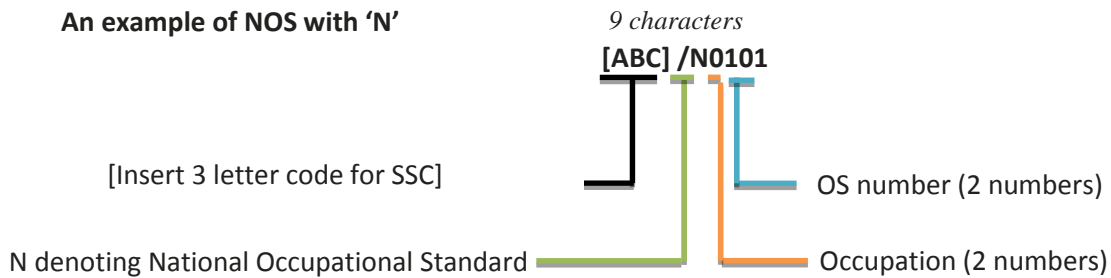 An example of NOS with ‘N’
9 characters
[ABC] /N0101
[Insert 3 letter code for SSC]
OS number (2 numbers)
N denoting National Occupational Standard
Occupation (2 numbers)